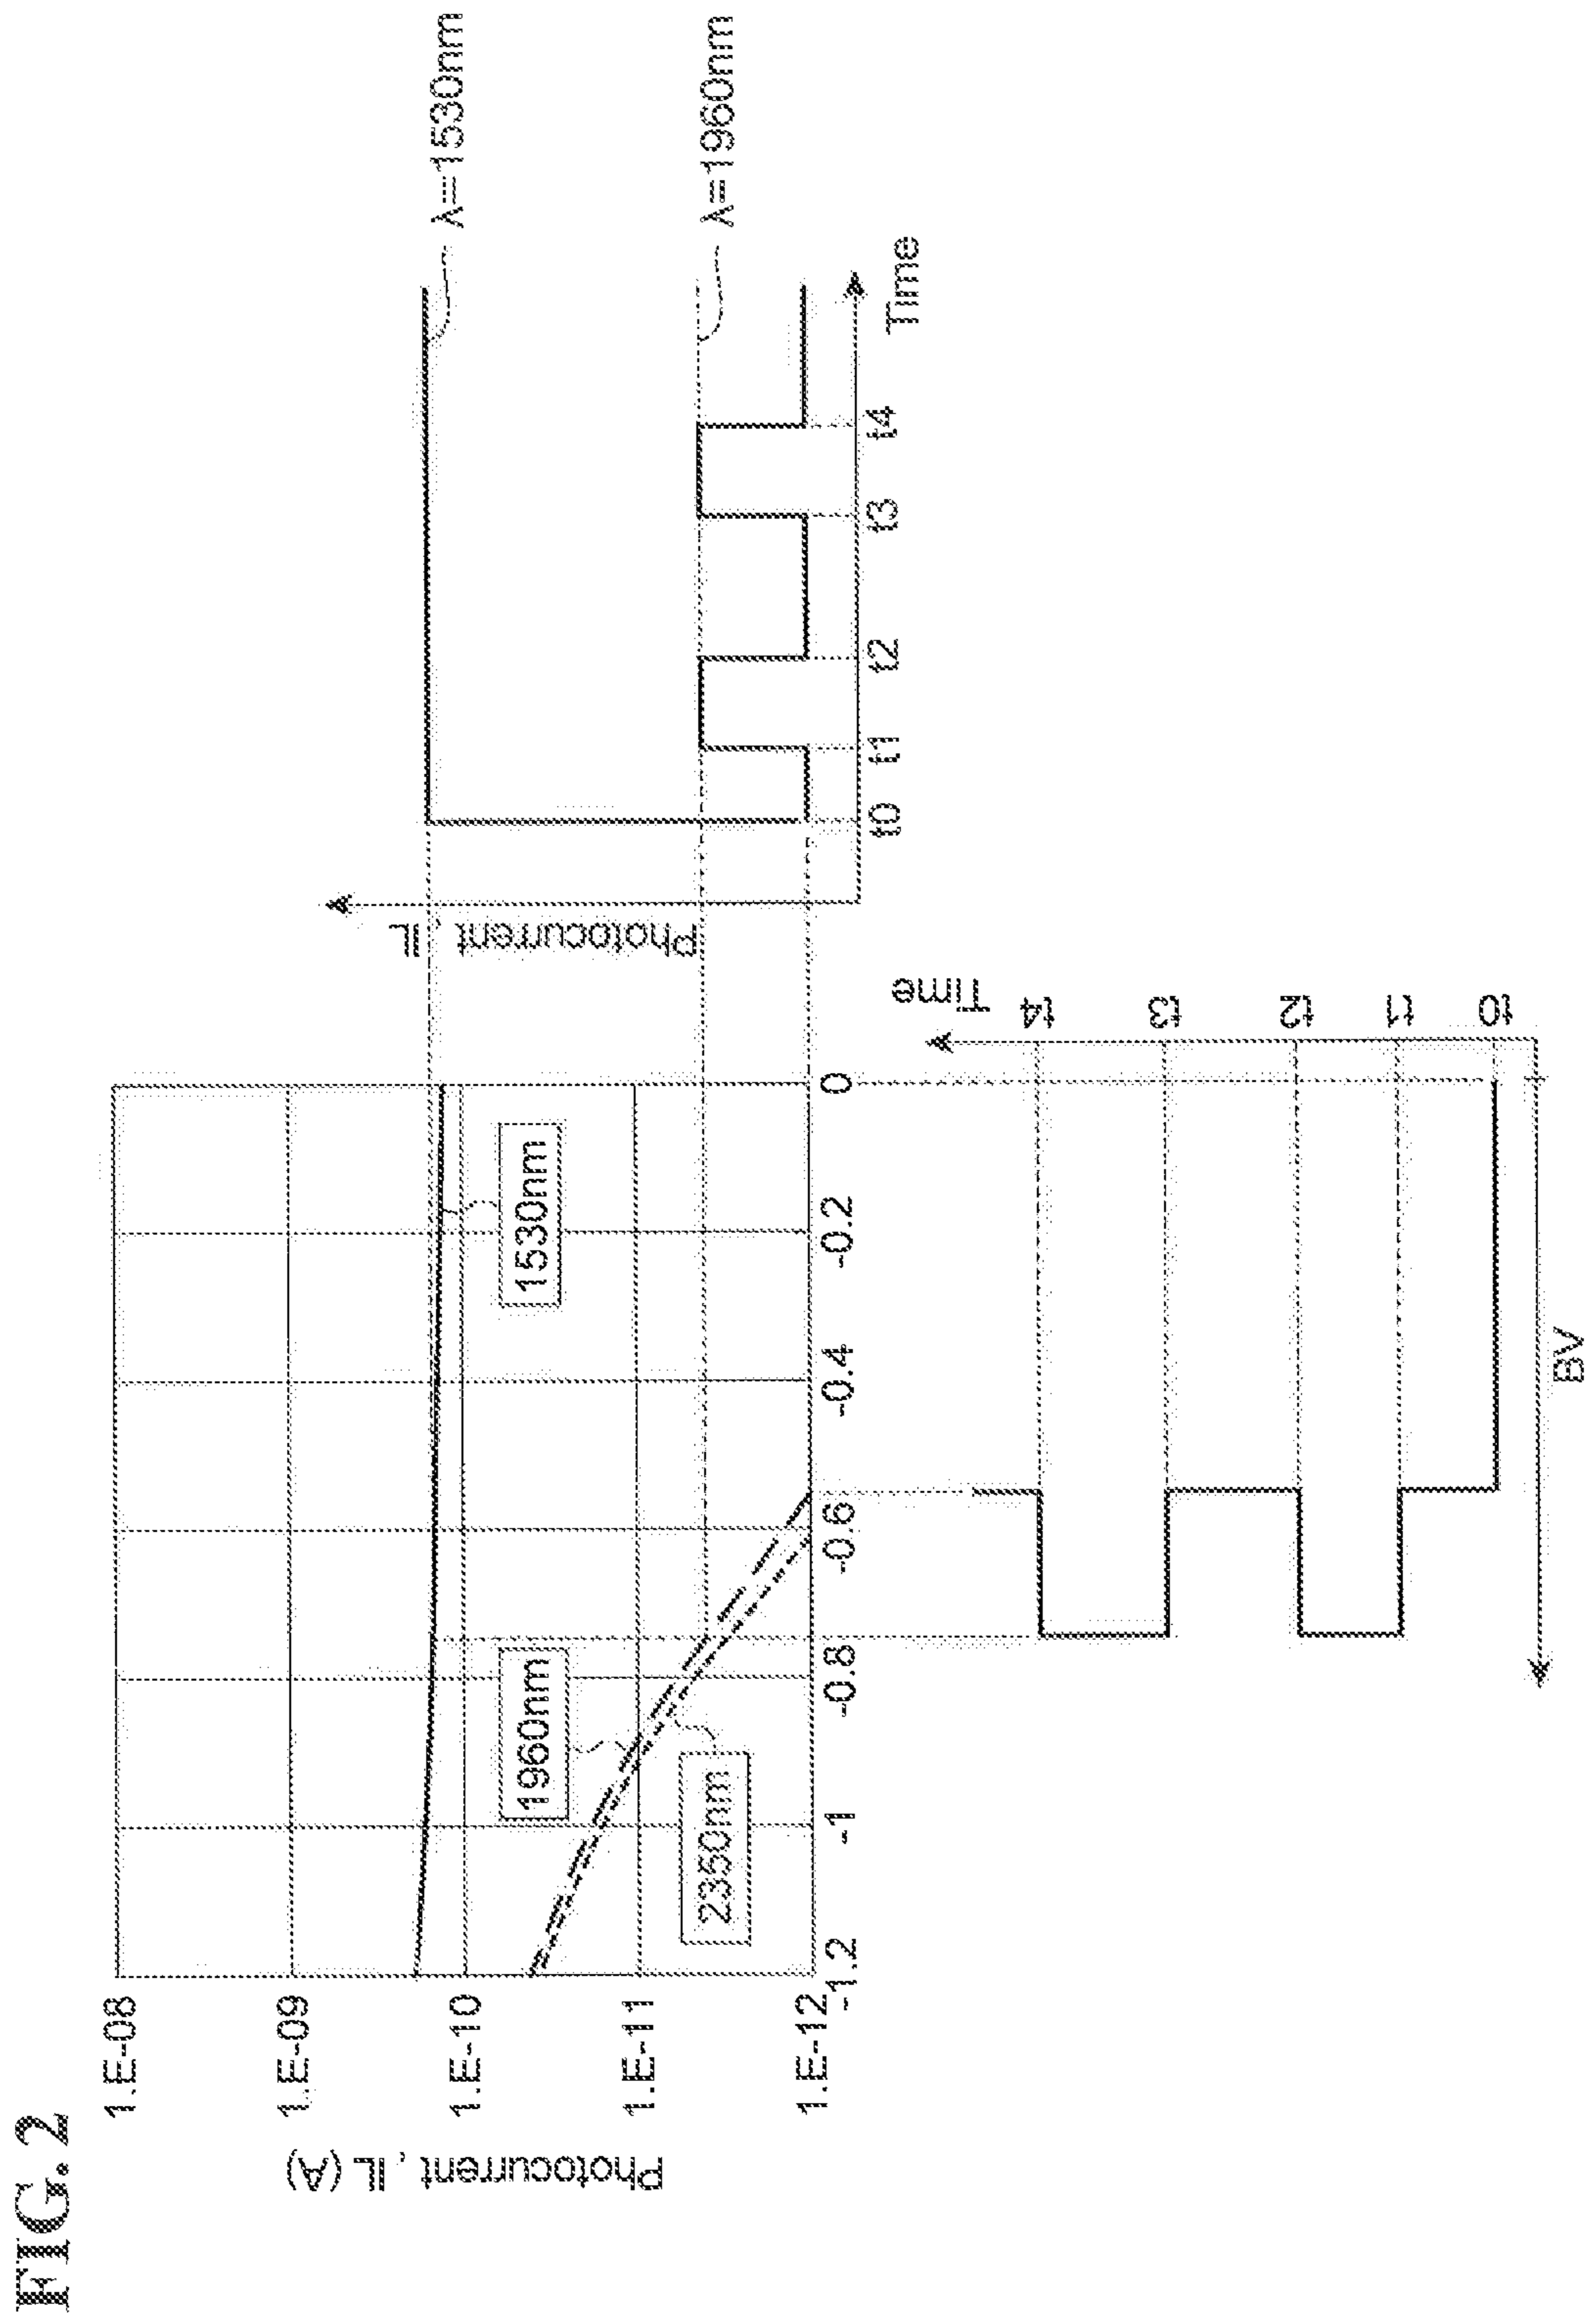 FIG. 2
Photocurrent , IL (A)
1.E-08
1.E-09
1.E-10
1.E-11
1.E-12
-1.2
-1
-0.8
-0.6
-0.4
-0.2
0
1960nm
2350nm
1530nm
Photocurrent , IL
λ=1530nm
λ=1960nm
t0
t1
t2
t3
t4
Time
Time
t4
t3
t2
t1
t0
BV